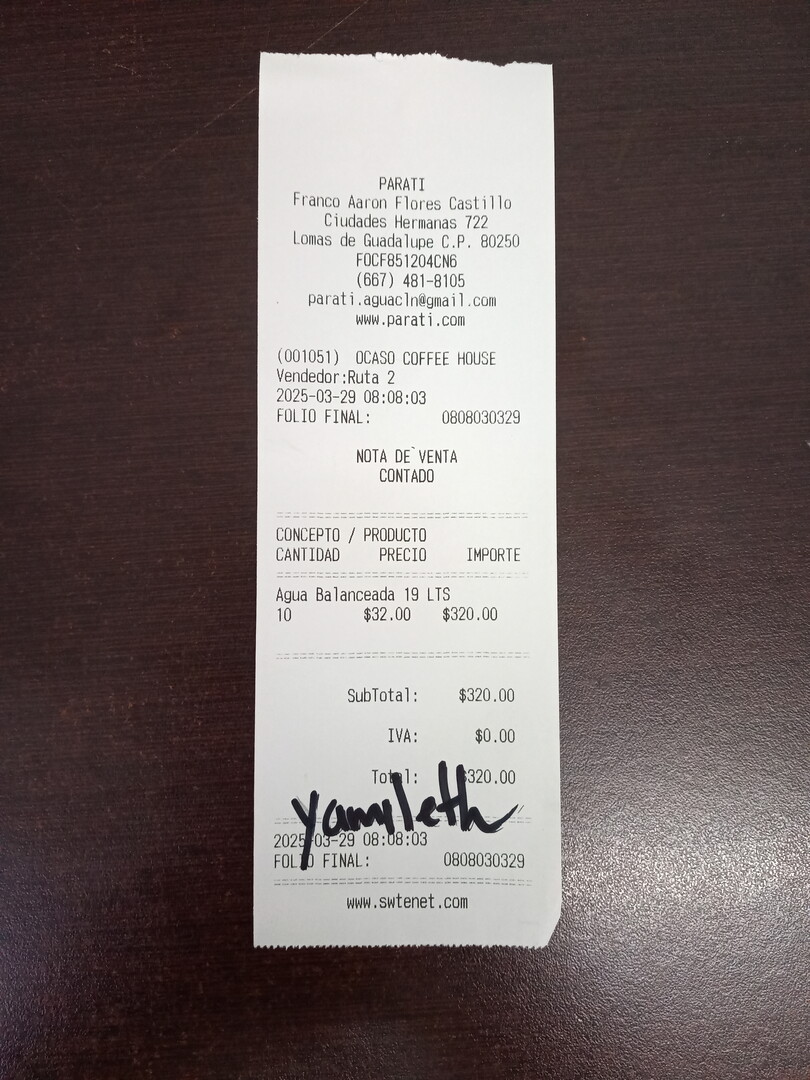 PARATI
Franco Aaron Flores Castillo
Ciudades Hermanas 722
Lomas de Guadalupe C.P. 80250
FOCF851204CN6
(667) 481-8105
parati.aguacln@gmail.com
www.parati.com
(001051) OCASO COFFEE HOUSE
Vendedor:Ruta 2
2025-03-29 08:08:03
FOLIO FINAL: 0808030329
NOTA DE`VENTA
CONTADO
CONCEPTO / PRODUCTO
CANTIDAD PRECIO IMPORTE
Agua Balanceada 19 LTS
10 $32.00 $320.00
SubTotal: $320.00
IVA: $0.00
Total: $320.00
Yamyleth
2025-03-29 08:08:03
FOLIO FINAL: 0808030329
www.swtenet.com